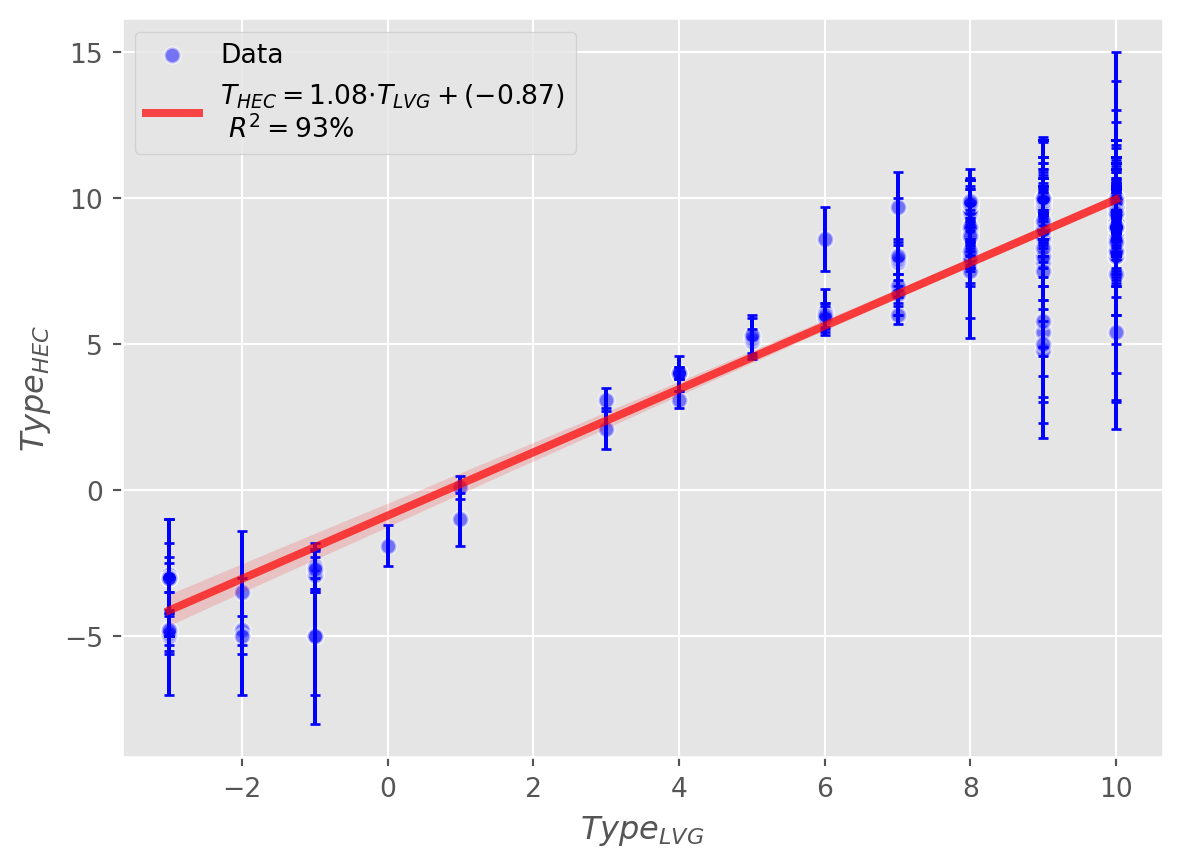 15
Data
T_HEC = 1.08·T_LVG + (−0.87)
R² = 93%
10
Type_HEC
5
0
−5
−2 0 2 4 6 8 10
Type_LVG